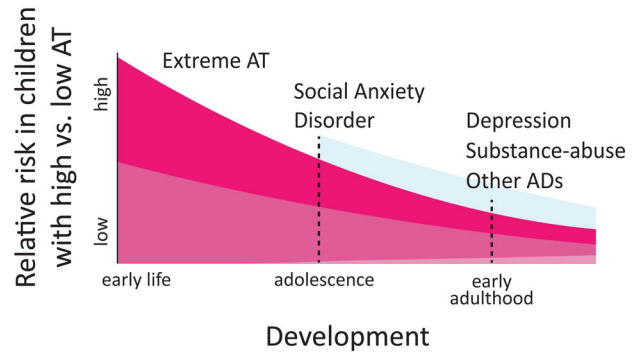 Relative risk in children
with high vs. low AT
high
low
Extreme AT
Social Anxiety
Disorder
Depression
Substance-abuse
Other ADs
early life
adolescence
early
adulthood
Development